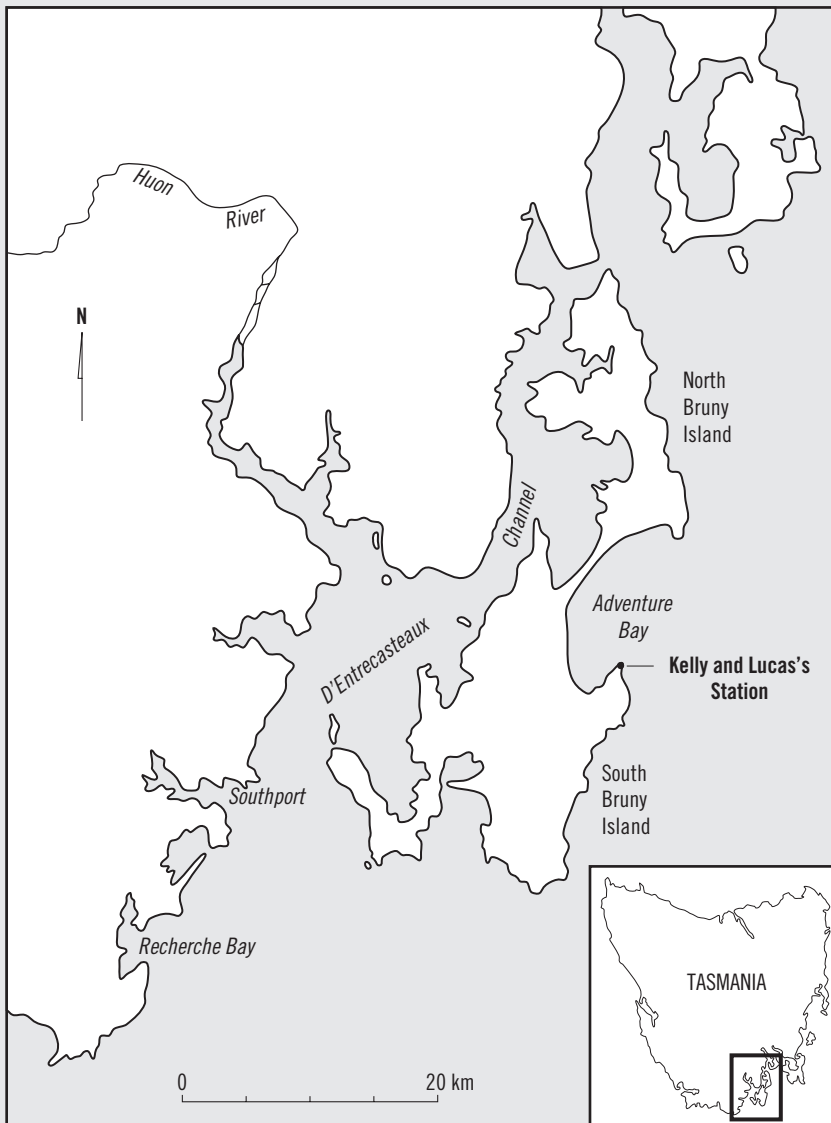 Huon
River
N
North
Bruny
Island
Channel
Adventure
Bay
D'Entrecasteaux
Kelly and Lucas's
Station
South
Bruny
Island
Southport
Recherche Bay
TASMANIA
0
20 km